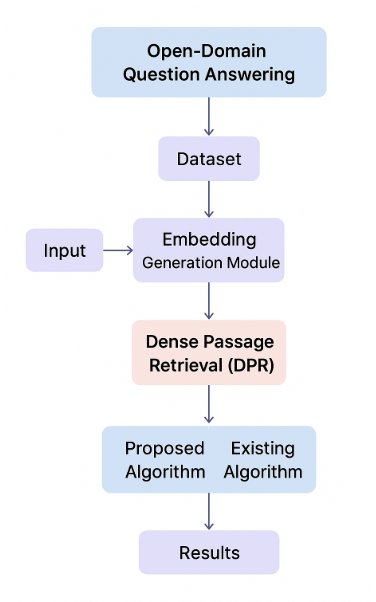 Open-Domain
Question Answering
Dataset
Input
Embedding
Generation Module
Dense Passage
Retrieval (DPR)
Proposed Existing
Algorithm Algorithm
Results